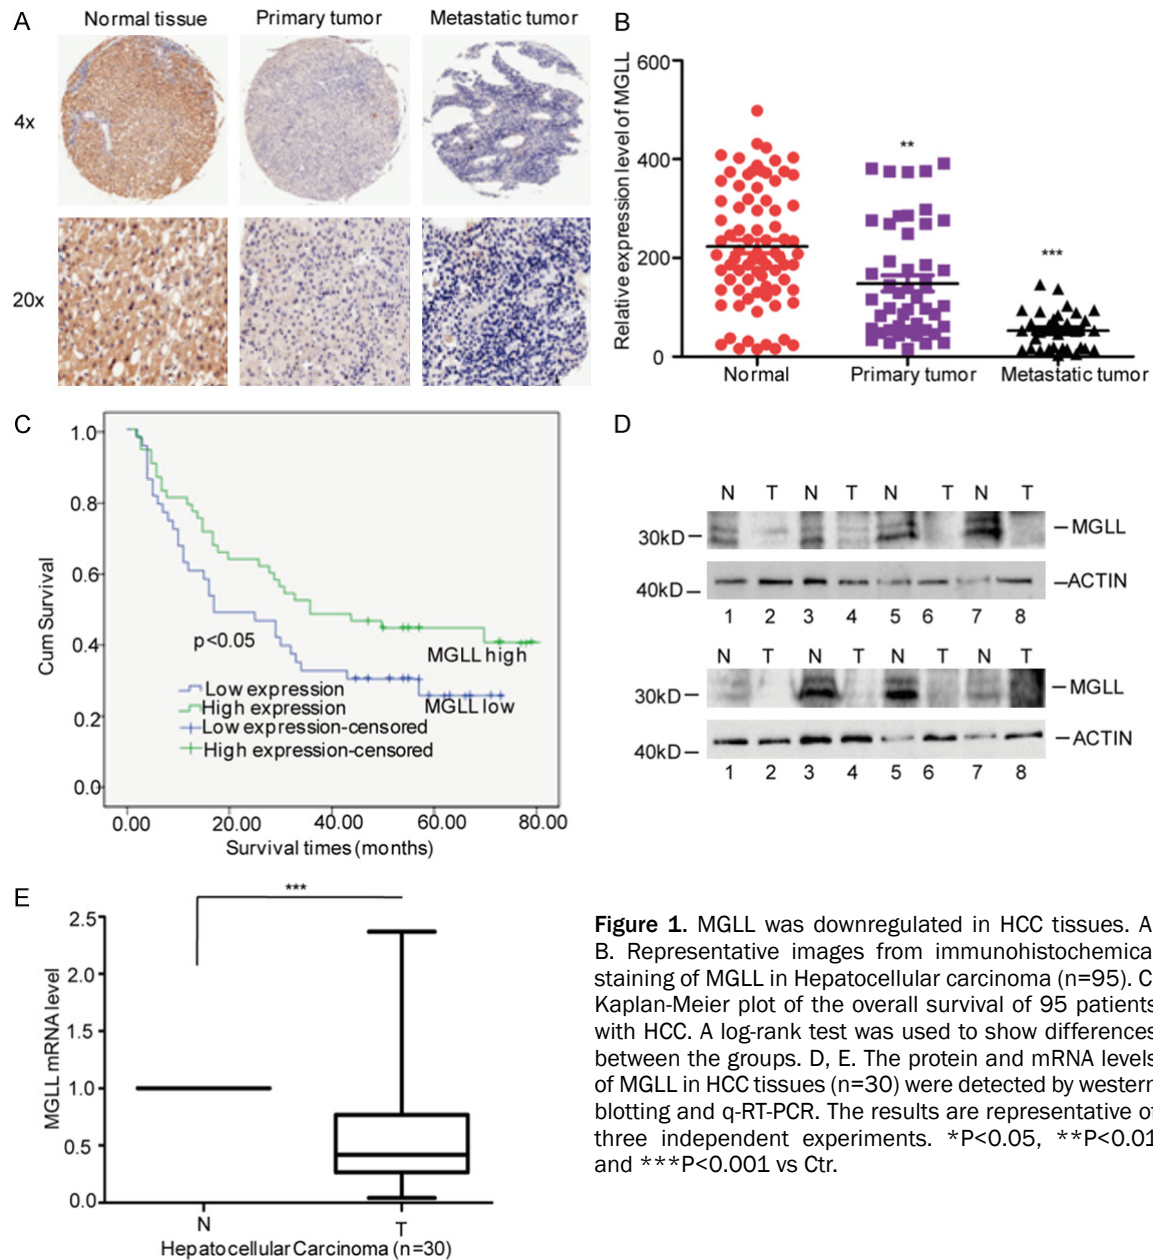 A
Normal tissue
Primary tumor
Metastatic tumor
4x
20x
B
Relative expression level of MGLL
600
400
200
0
**
***
Normal
Primary tumor
Metastatic tumor
C
Cum Survival
1.0
0.8
0.6
0.4
0.2
0.0
p<0.05
MGLL high
MGLL low
Low expression
High expression
Low expression-censored
High expression-censored
0.00 20.00 40.00 60.00 80.00
Survival times (months)
D
N T N T N T N T
30kD
MGLL
40kD
ACTIN
1 2 3 4 5 6 7 8
N T N T N T N T
30kD
MGLL
40kD
ACTIN
1 2 3 4 5 6 7 8
E
***
MGLL mRNA level
2.5
2.0
1.5
1.0
0.5
0.0
N T
Hepatocellular Carcinoma (n=30)
Figure 1. MGLL was downregulated in HCC tissues. A
B. Representative images from immunohistochemica
staining of MGLL in Hepatocellular carcinoma (n=95). C
Kaplan-Meier plot of the overall survival of 95 patients
with HCC. A log-rank test was used to show differences
between the groups. D, E. The protein and mRNA levels
of MGLL in HCC tissues (n=30) were detected by western
blotting and q-RT-PCR. The results are representative of
three independent experiments. *P<0.05, **P<0.01
and ***P<0.001 vs Ctr.